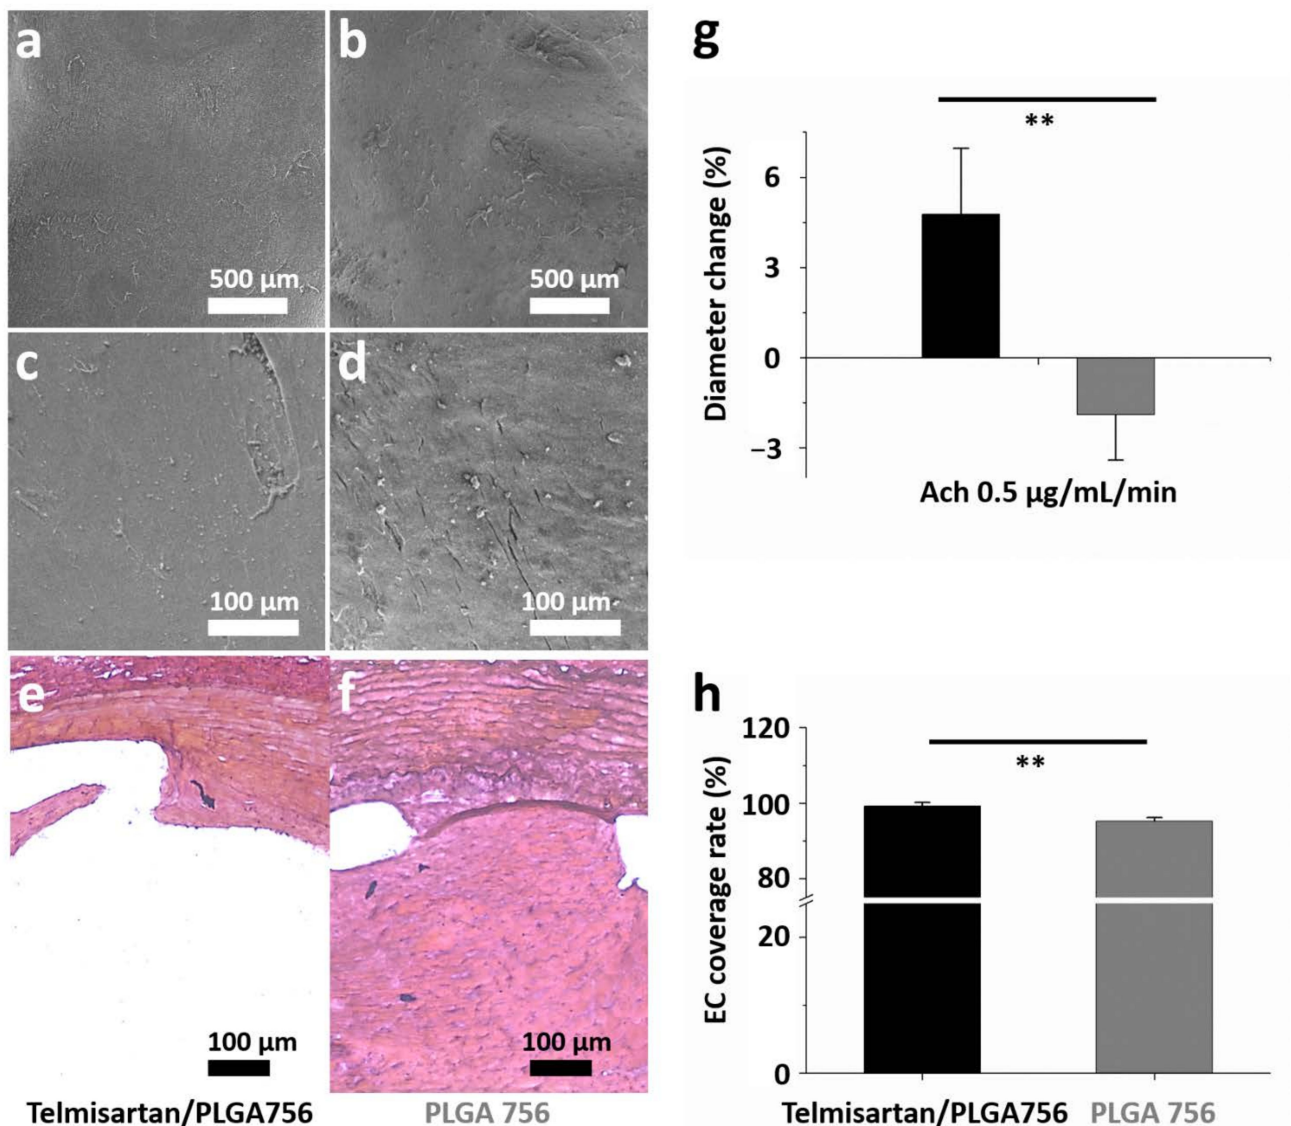 a
b
500 µm
500 µm
c
d
100 µm
100 µm
e
f
100 µm
100 µm
Telmisartan/PLGA756
PLGA 756
g
**
Diameter change (%)
6
3
0
−3
Ach 0.5 µg/mL/min
h
**
EC coverage rate (%)
120
100
80
20
0
Telmisartan/PLGA756
PLGA 756